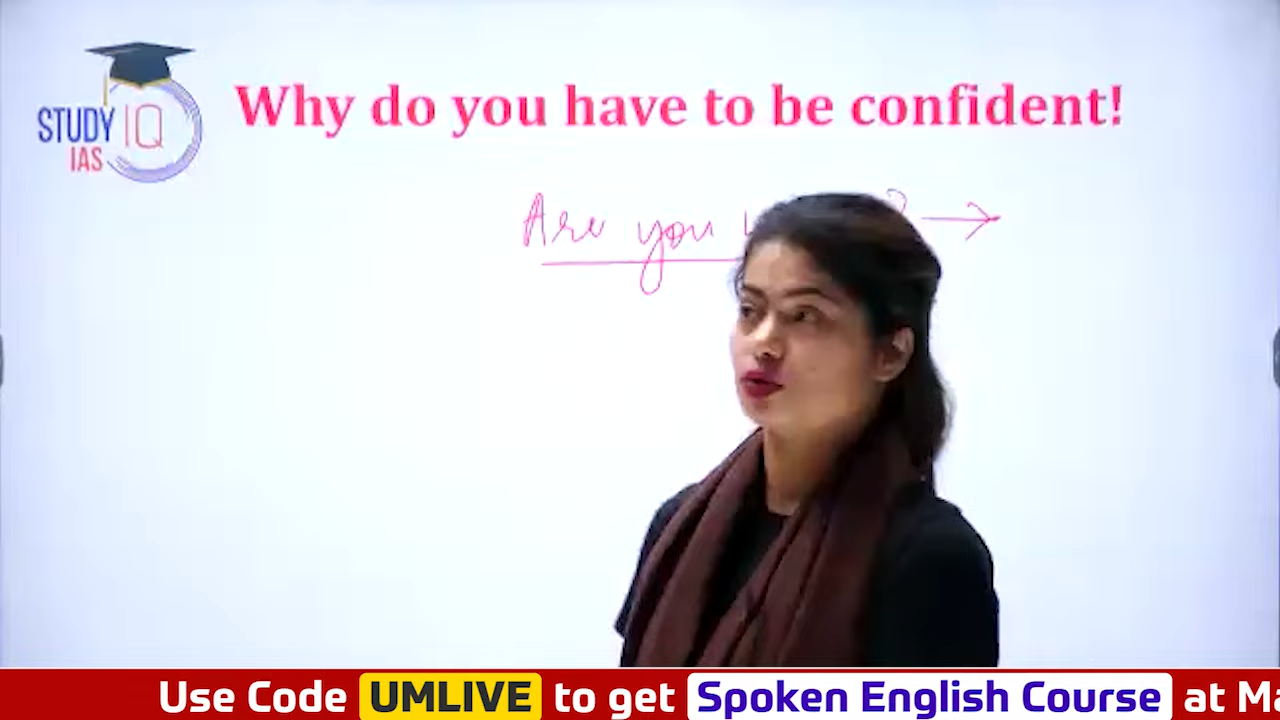 STUDY IQ
IAS
Why do you have to be confident!
Are you ?
Use Code UMLIVE to get Spoken English Course at Ma